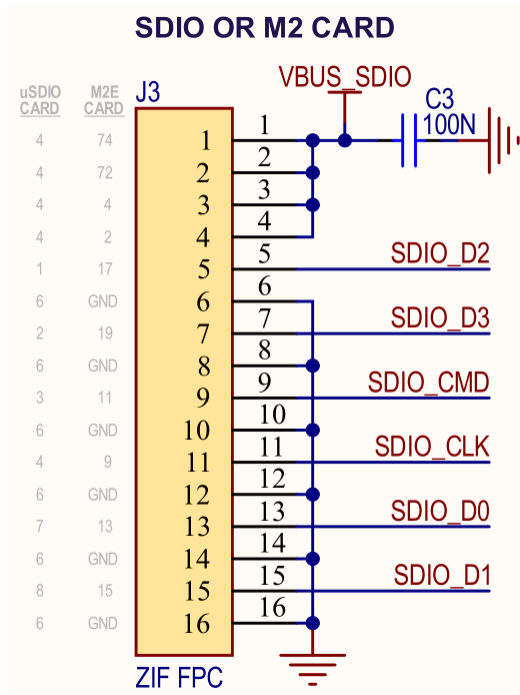 SDIO OR M2 CARD
uSDIO CARD M2E CARD J3 VBUS_SDIO
C3
100N
4 74 1 1
4 72 2 2
4 4 3 3
4 2 4 4
1 17 5 5 SDIO_D2
6 GND 6 6
2 19 7 7 SDIO_D3
6 GND 8 8
3 11 9 9 SDIO_CMD
6 GND 10 10
4 9 11 11 SDIO_CLK
6 GND 12 12
7 13 13 13 SDIO_D0
6 GND 14 14
8 15 15 15 SDIO_D1
6 GND 16 16
ZIF FPC